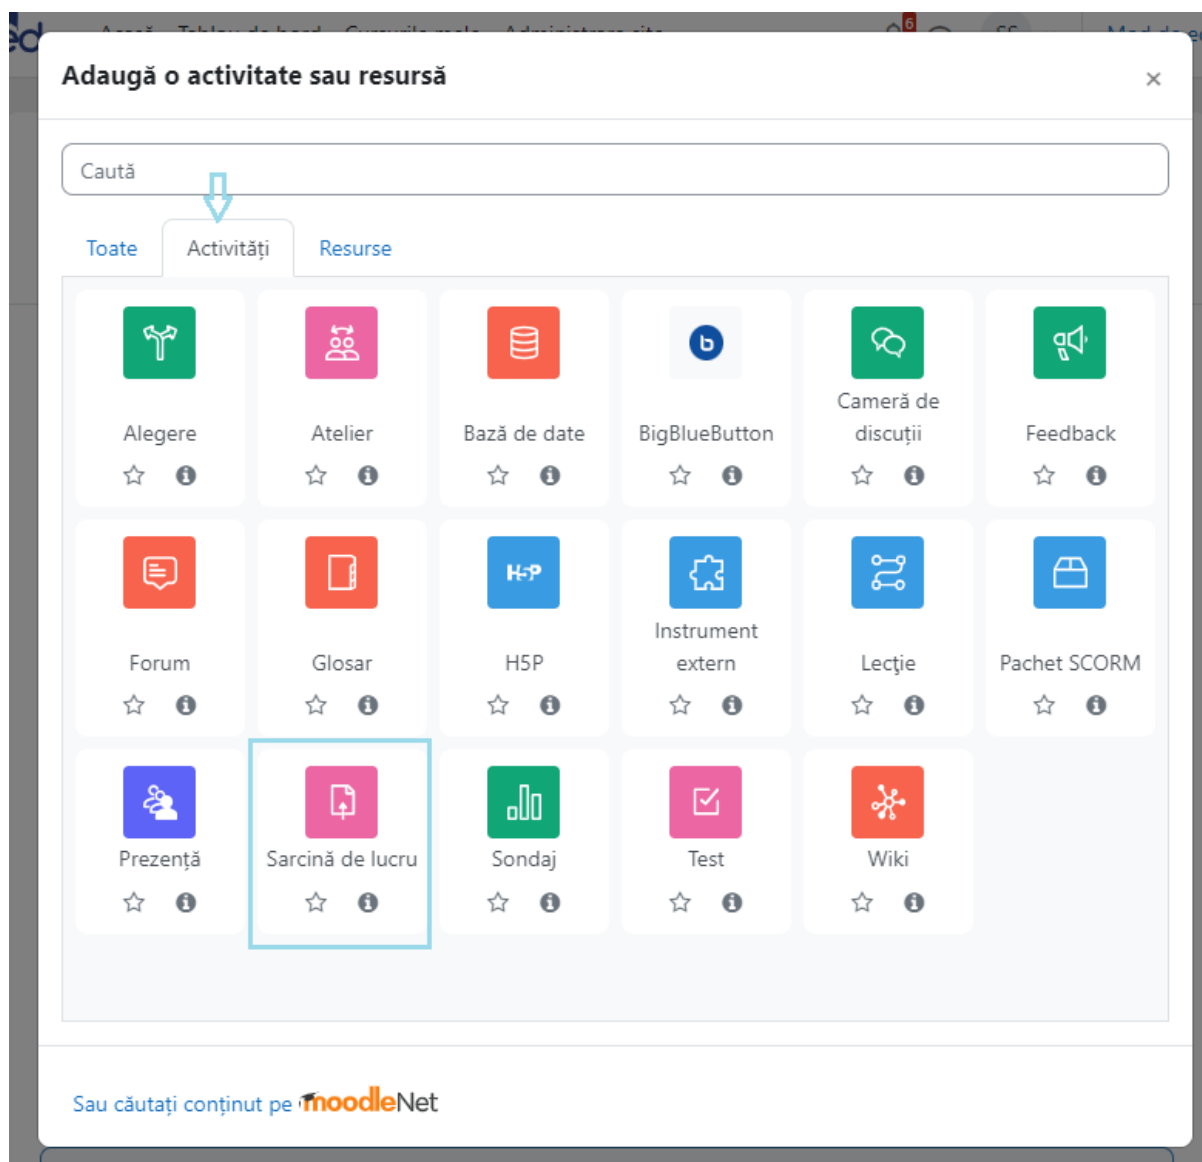 6
Adaugă o activitate sau resursă
×
Caută
Toate Activități Resurse
b
Cameră de
Alegere Atelier Bază de date BigBlueButton discuții Feedback
H5P
Instrument
Forum Glosar H5P extern Lecţie Pachet SCORM
Prezență Sarcină de lucru Sondaj Test Wiki
Sau căutați conținut pe moodleNet